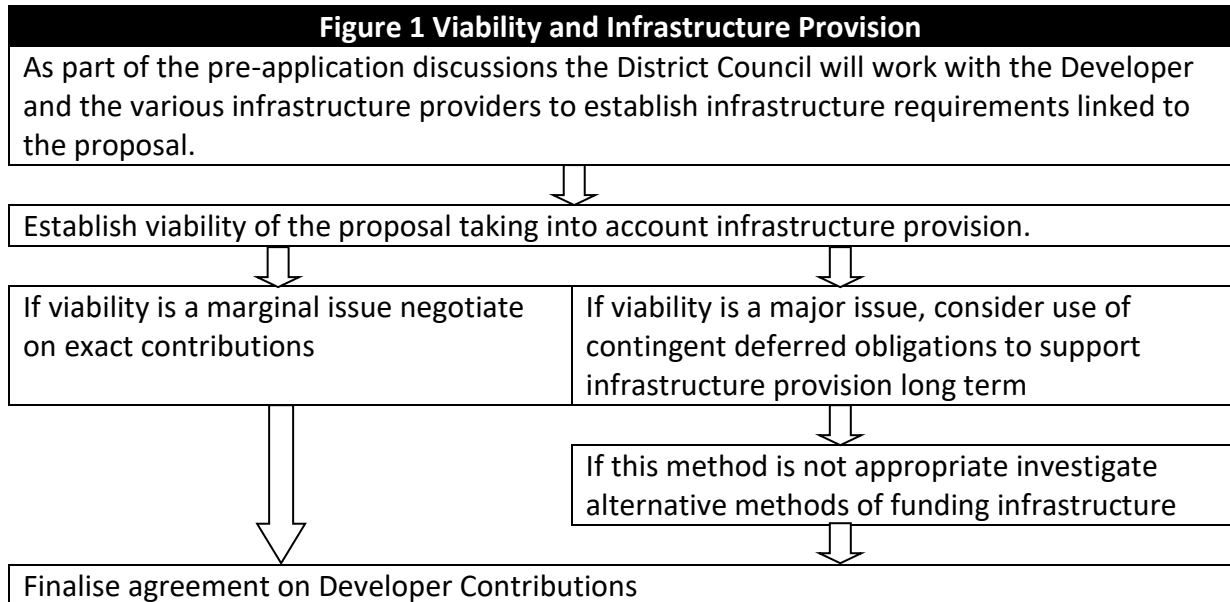 Figure 1 Viability and Infrastructure Provision
As part of the pre-application discussions the District Council will work with the Developer
and the various infrastructure providers to establish infrastructure requirements linked to
the proposal.
Establish viability of the proposal taking into account infrastructure provision.
If viability is a marginal issue negotiate
on exact contributions
If viability is a major issue, consider use of
contingent deferred obligations to support
infrastructure provision long term
If this method is not appropriate investigate
alternative methods of funding infrastructure
Finalise agreement on Developer Contributions